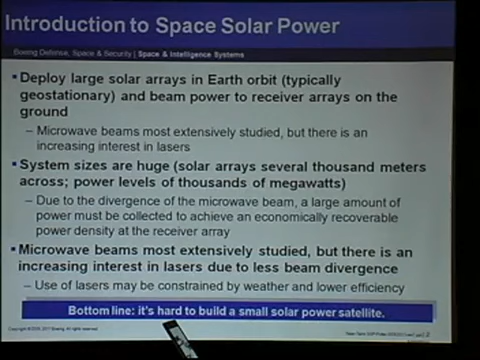 Introduction to Space Solar Power
Boeing Defense, Space & Security | Space & Intelligence Systems
▪ Deploy large solar arrays in Earth orbit (typically
geostationary) and beam power to receiver arrays on the
ground
– Microwave beams most extensively studied, but there is an
increasing interest in lasers
▪ System sizes are huge (solar arrays several thousand meters
across; power levels of thousands of megawatts)
– Due to the divergence of the microwave beam, a large amount of
power must be collected to achieve an economically recoverable
power density at the receiver array
▪ Microwave beams most extensively studied, but there is an
increasing interest in lasers due to less beam divergence
– Use of lasers may be constrained by weather and lower efficiency
Bottom line: it's hard to build a small solar power satellite.
Boeing. All rights reserved.